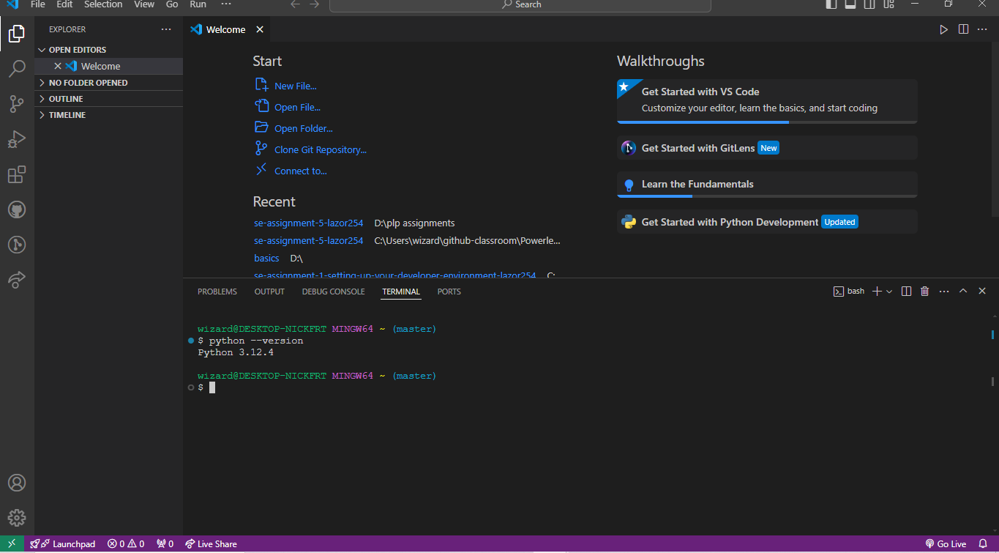 File Edit Selection View Go Run ··· Search
EXPLORER ···
OPEN EDITORS
Welcome
NO FOLDER OPENED
OUTLINE
TIMELINE
Welcome
Start
New File...
Open File...
Open Folder...
Clone Git Repository...
Connect to...
Recent
se-assignment-5-lazor254 D:\plp assignments
se-assignment-5-lazor254 C:\Users\wizard\github-classroom\Powerle...
basics D:\
se-assignment-1-setting-up-your-developer-environment-lazor254 C:
Walkthroughs
Get Started with VS Code
Customize your editor, learn the basics, and start coding
Get Started with GitLens New
Learn the Fundamentals
Get Started with Python Development Updated
PROBLEMS OUTPUT DEBUG CONSOLE TERMINAL PORTS bash
wizard@DESKTOP-NICKFRT MINGW64 ~ (master)
$ python --version
Python 3.12.4
wizard@DESKTOP-NICKFRT MINGW64 ~ (master)
$
Launchpad 0 0 0 Live Share Go Live